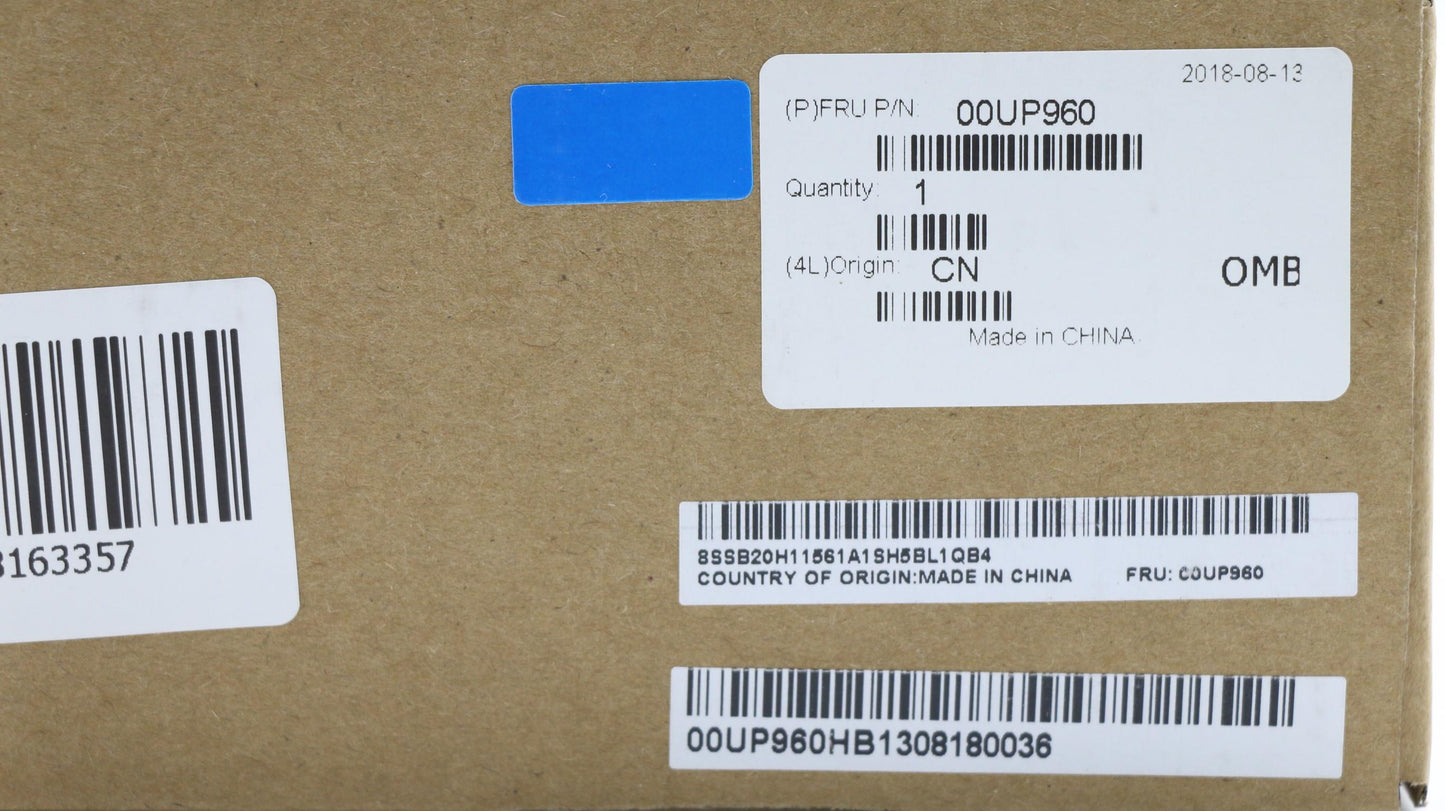 2018-08-13
(P)FRU P/N: 00UP960
Quantity: 1
(4L)Origin: CN
OMB
Made in CHINA
8SSB20H11561A1SH5BL1QB4
COUNTRY OF ORIGIN:MADE IN CHINA FRU: 00UP960
163357
00UP960HB1308180036